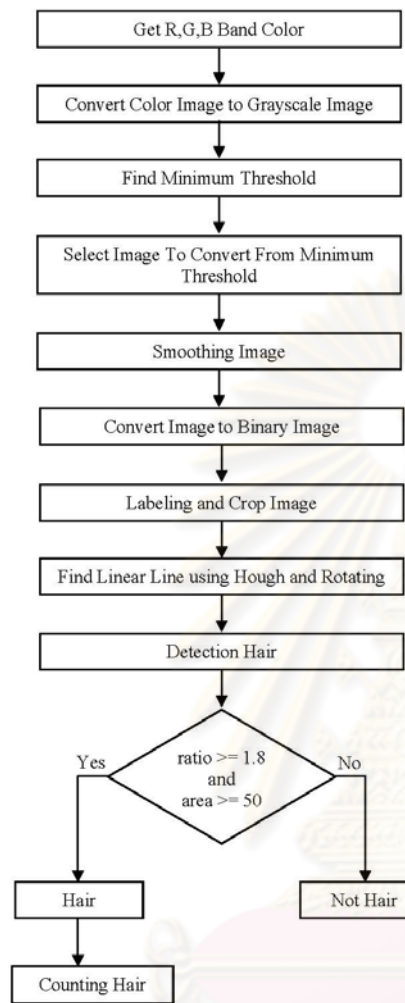 Get R,G,B Band Color
Convert Color Image to Grayscale Image
Find Minimum Threshold
Select Image To Convert From Minimum
Threshold
Smoothing Image
Convert Image to Binary Image
Labeling and Crop Image
Find Linear Line using Hough and Rotating
Detection Hair
Yes
ratio >= 1.8
and
area >= 50
No
Hair
Not Hair
Counting Hair